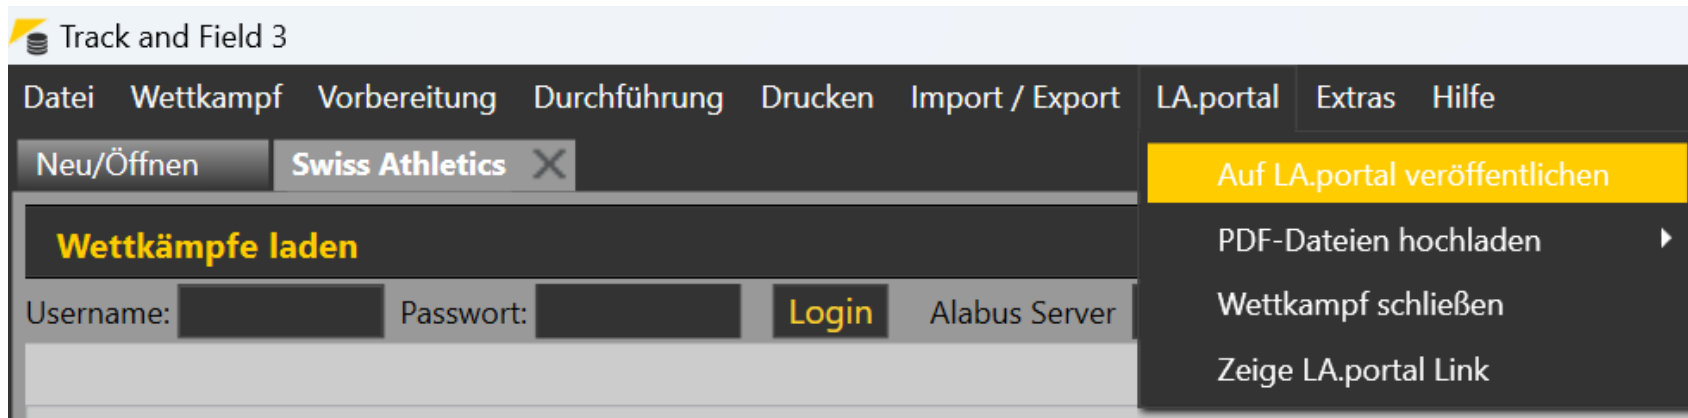 Track and Field 3
Datei Wettkampf Vorbereitung Durchführung Drucken Import / Export LA.portal Extras Hilfe
Neu/Öffnen Swiss Athletics
Auf LA.portal veröffentlichen
Wettkämpfe laden
PDF-Dateien hochladen
Username: Passwort: Login Alabus Server
Wettkampf schließen
Zeige LA.portal Link